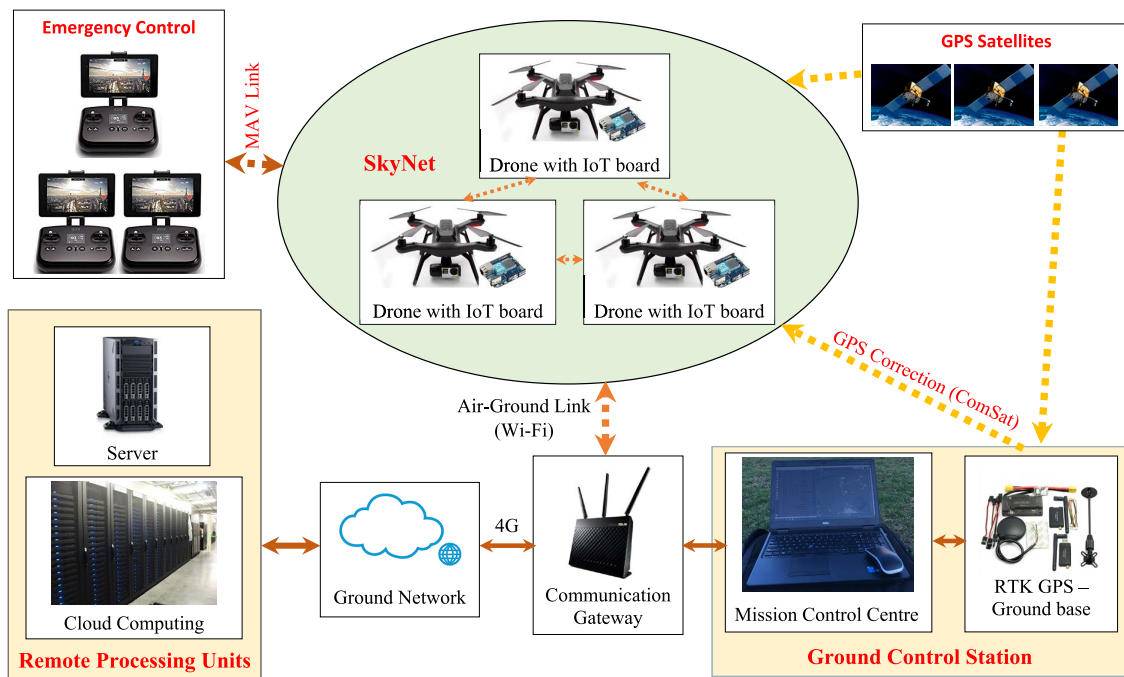 Emergency Control
MAV Link
SkyNet
Drone with IoT board
Drone with IoT board
Drone with IoT board
GPS Satellites
GPS Correction (ComSat)
Air-Ground Link
(Wi-Fi)
Server
Cloud Computing
Remote Processing Units
Ground Network
4G
Communication
Gateway
Mission Control Centre
RTK GPS –
Ground base
Ground Control Station